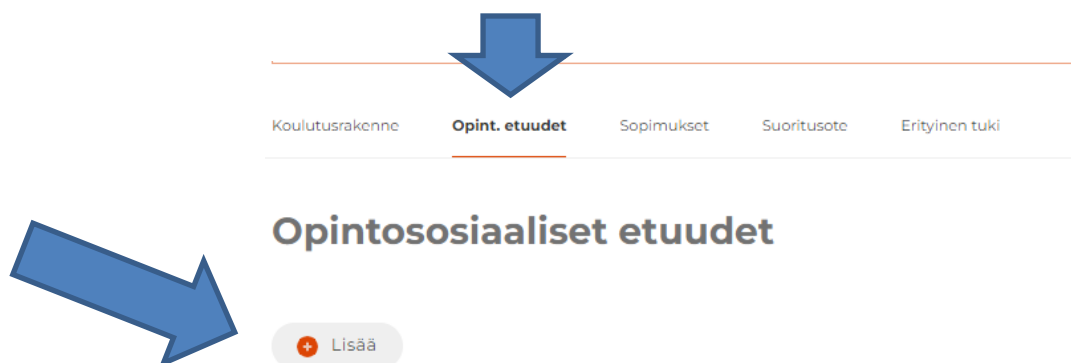 Koulutusrakenne Opint. etuudet Sopimukset Suoritusote Erityinen tuki
Opintososiaaliset etuudet
Lisää